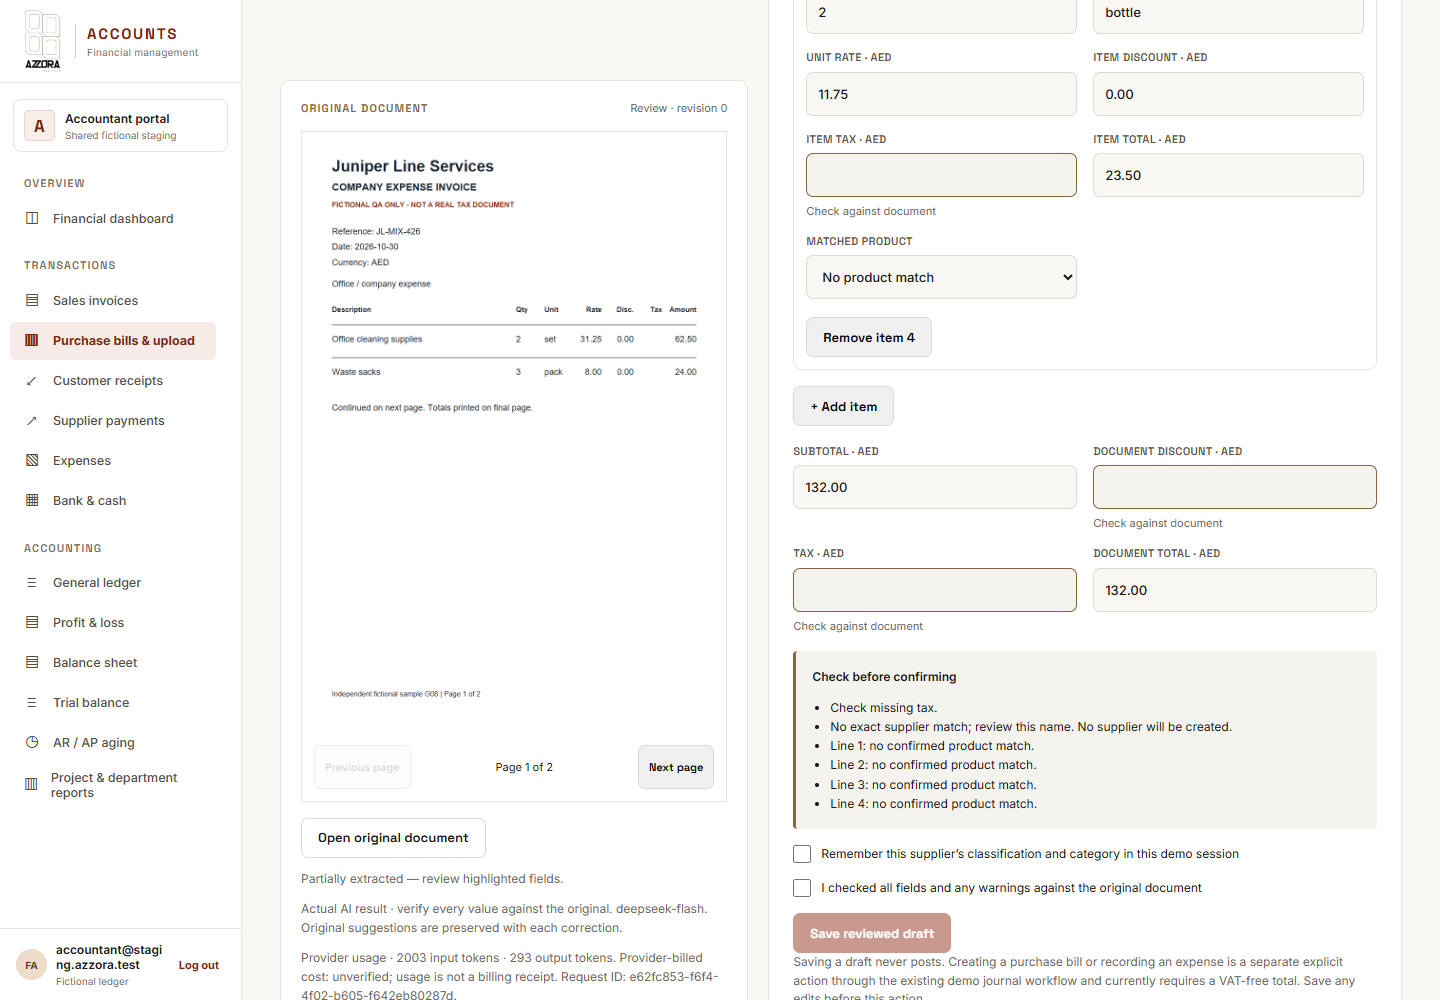 AZZORA
ACCOUNTS
Financial management
A
Accountant portal
Shared fictional staging
OVERVIEW
Financial dashboard
TRANSACTIONS
Sales invoices
Purchase bills & upload
Customer receipts
Supplier payments
Expenses
Bank & cash
ACCOUNTING
General ledger
Profit & loss
Balance sheet
Trial balance
AR / AP aging
Project & department
reports
FA
accountant@stagi
ng.azzora.test
Fictional ledger
Log out
ORIGINAL DOCUMENT
Review · revision 0
Juniper Line Services
COMPANY EXPENSE INVOICE
FICTIONAL QA ONLY - NOT A REAL TAX DOCUMENT
Reference: JL-MIX-426
Date: 2026-10-30
Currency: AED
Office / company expense
Description Qty Unit Rate Disc. Tax Amount
Office cleaning supplies 2 set 31.25 0.00 62.50
Waste sacks 3 pack 8.00 0.00 24.00
Continued on next page. Totals printed on final page.
Independent fictional sample G08 | Page 1 of 2
Previous page
Page 1 of 2
Next page
Open original document
Partially extracted — review highlighted fields.
Actual AI result · verify every value against the original. deepseek-flash.
Original suggestions are preserved with each correction.
Provider usage · 2003 input tokens · 293 output tokens. Provider-billed
cost: unverified; usage is not a billing receipt. Request ID: e62fc853-f6f4-
4f02-b605-f642eb80287d.
2
bottle
UNIT RATE · AED
ITEM DISCOUNT · AED
11.75
0.00
ITEM TAX · AED
ITEM TOTAL · AED
23.50
Check against document
MATCHED PRODUCT
No product match
Remove item 4
+ Add item
SUBTOTAL · AED
DOCUMENT DISCOUNT · AED
132.00
Check against document
TAX · AED
DOCUMENT TOTAL · AED
132.00
Check against document
Check before confirming
• Check missing tax.
• No exact supplier match; review this name. No supplier will be created.
• Line 1: no confirmed product match.
• Line 2: no confirmed product match.
• Line 3: no confirmed product match.
• Line 4: no confirmed product match.
Remember this supplier's classification and category in this demo session
I checked all fields and any warnings against the original document
Save reviewed draft
Saving a draft never posts. Creating a purchase bill or recording an expense is a separate explicit
action through the existing demo journal workflow and currently requires a VAT-free total. Save any
edits before this action.